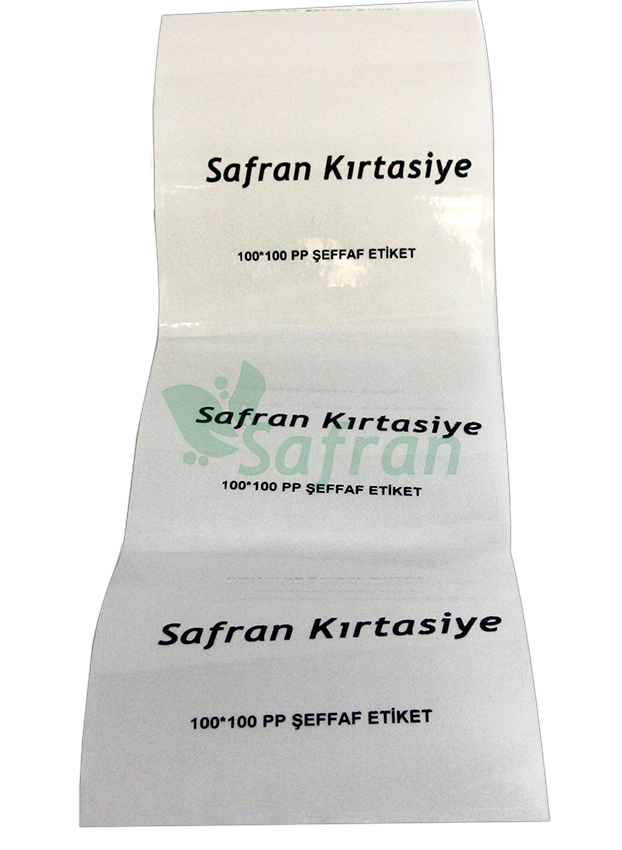 Safran Kırtasiye
100*100 PP ŞEFFAF ETİKET
Safran Kırtasiye
Safran
100*100 PP ŞEFFAF ETİKET
Safran Kırtasiye
100*100 PP ŞEFFAF ETİKET